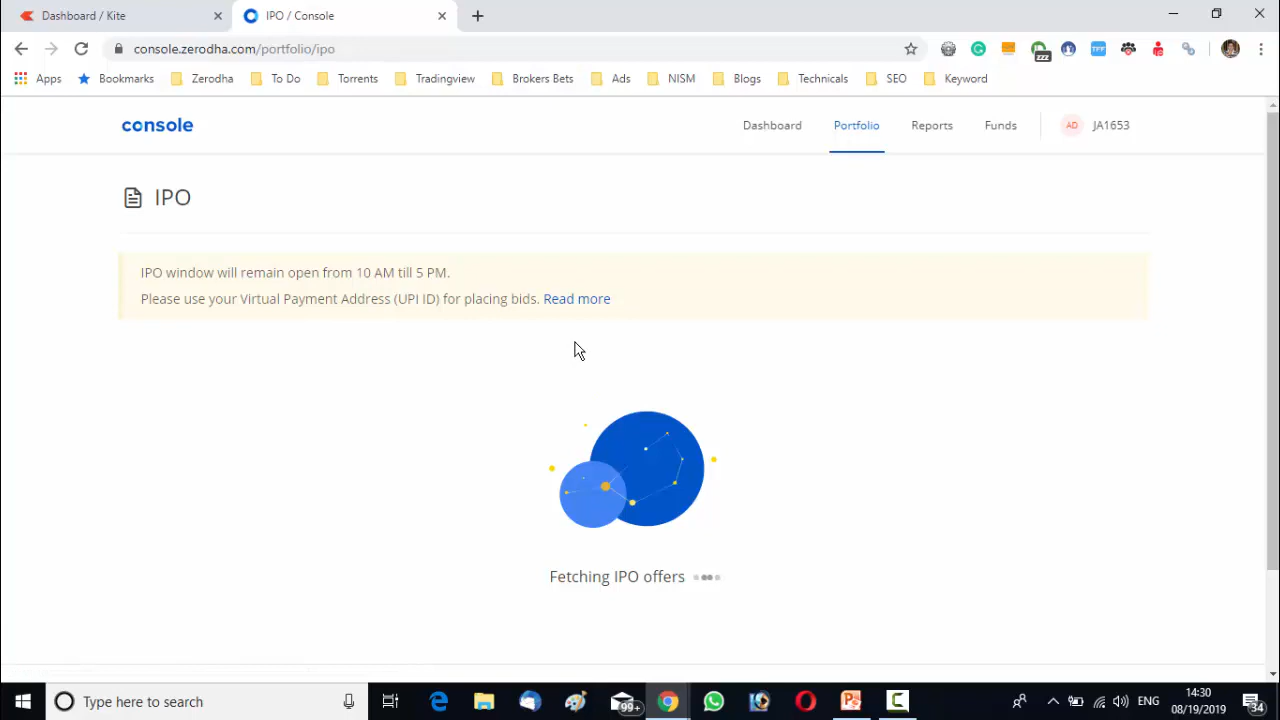 Dashboard / Kite
IPO / Console
console.zerodha.com/portfolio/ipo
Apps
Bookmarks
Zerodha
To Do
Torrents
Tradingview
Brokers Bets
Ads
NISM
Blogs
Technicals
SEO
Keyword
console
Dashboard
Portfolio
Reports
Funds
AD
JA1653
IPO
IPO window will remain open from 10 AM till 5 PM.
Please use your Virtual Payment Address (UPI ID) for placing bids. Read more
Fetching IPO offers
Type here to search
99+
ENG
14:30
08/19/2019
34